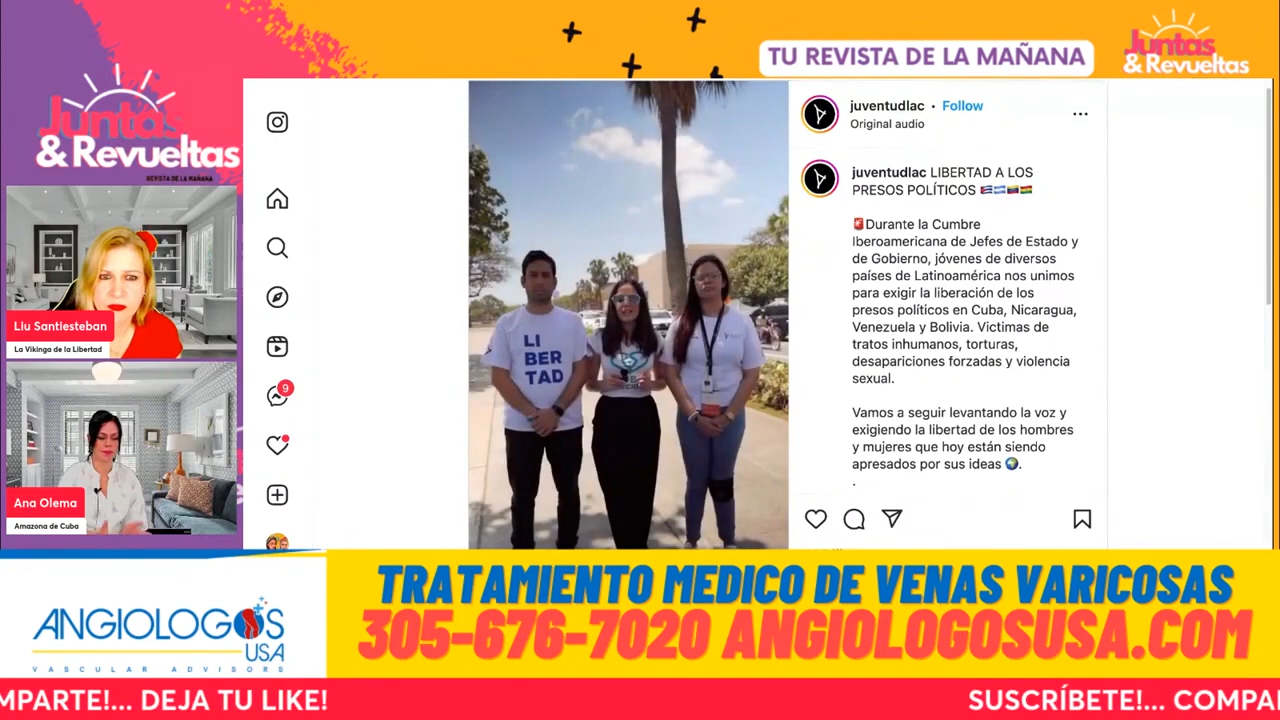 TU REVISTA DE LA MAÑANA
Juntas
& Revueltas
Juntas
& Revueltas
REVISTA DE LA MAÑANA
Liu Santiesteban
La Vikinga de la Libertad
Ana Olema
Amazona de Cuba
9
LI
BER
TAD
juventudlac • Follow
Original audio
juventudlac LIBERTAD A LOS
PRESOS POLÍTICOS
Durante la Cumbre
Iberoamericana de Jefes de Estado y
de Gobierno, jóvenes de diversos
países de Latinoamérica nos unimos
para exigir la liberación de los
presos políticos en Cuba, Nicaragua,
Venezuela y Bolivia. Victimas de
tratos inhumanos, torturas,
desapariciones forzadas y violencia
sexual.
Vamos a seguir levantando la voz y
exigiendo la libertad de los hombres
y mujeres que hoy están siendo
apresados por sus ideas 🌍.
.
ANGIOLOGOS
USA
VASCULAR ADVISORS
TRATAMIENTO MEDICO DE VENAS VARICOSAS
305-676-7020 ANGIOLOGOSUSA.COM
MPARTE!... DEJA TU LIKE!
SUSCRÍBETE!... COMPA